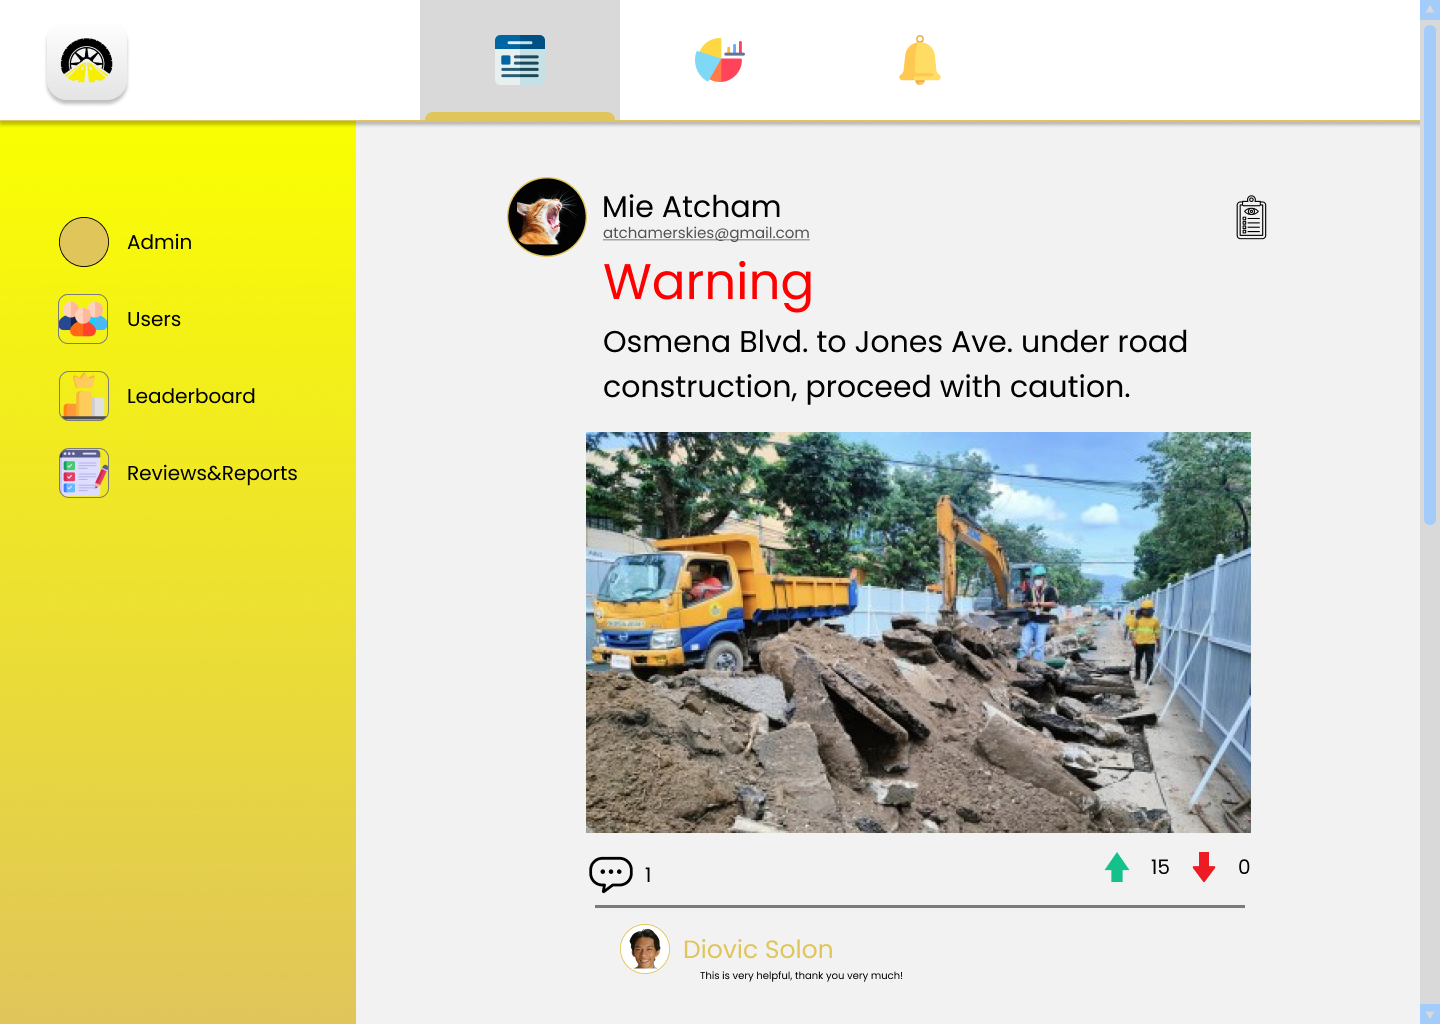 Admin
Users
Leaderboard
Reviews&Reports
Mie Atcham
atchamerskies@gmail.com
Warning
Osmena Blvd. to Jones Ave. under road
construction, proceed with caution.
1
15
0
Diovic Solon
This is very helpful, thank you very much!